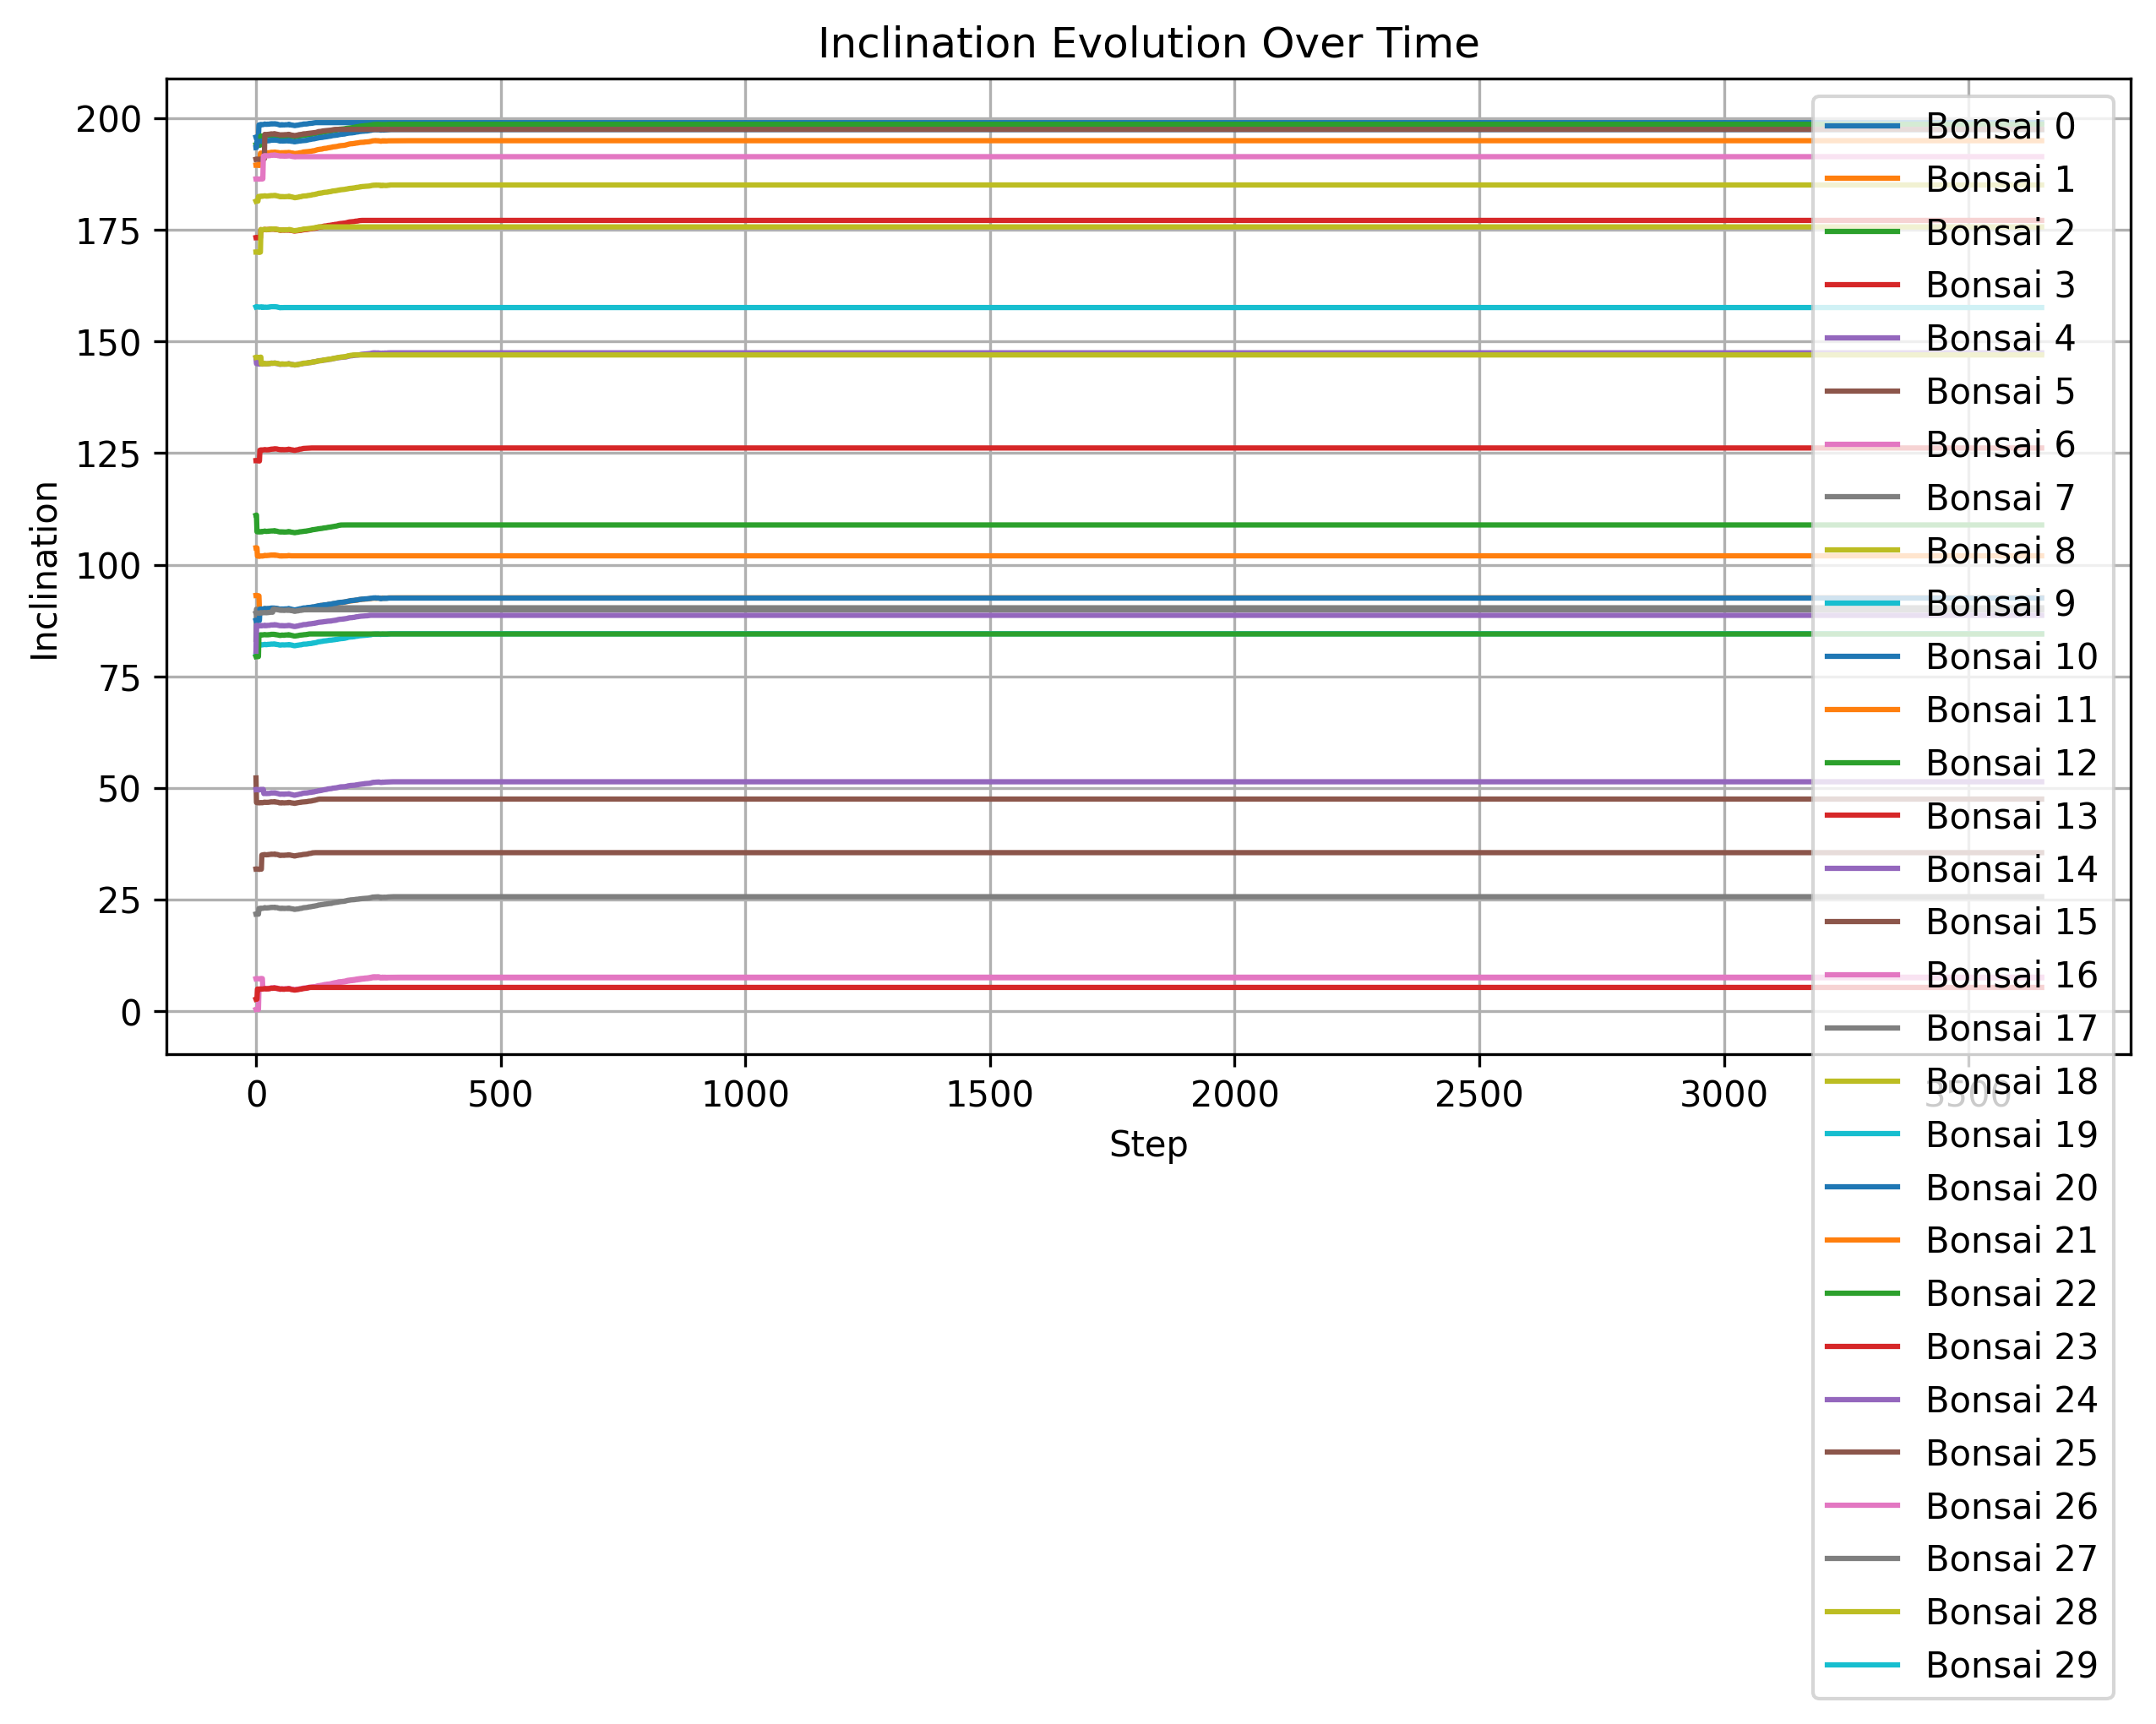 Inclination Evolution Over Time
Inclination
200
175
150
125
100
75
50
25
0
0 500 1000 1500 2000 2500 3000 3500
Step
Bonsai 0
Bonsai 1
Bonsai 2
Bonsai 3
Bonsai 4
Bonsai 5
Bonsai 6
Bonsai 7
Bonsai 8
Bonsai 9
Bonsai 10
Bonsai 11
Bonsai 12
Bonsai 13
Bonsai 14
Bonsai 15
Bonsai 16
Bonsai 17
Bonsai 18
Bonsai 19
Bonsai 20
Bonsai 21
Bonsai 22
Bonsai 23
Bonsai 24
Bonsai 25
Bonsai 26
Bonsai 27
Bonsai 28
Bonsai 29